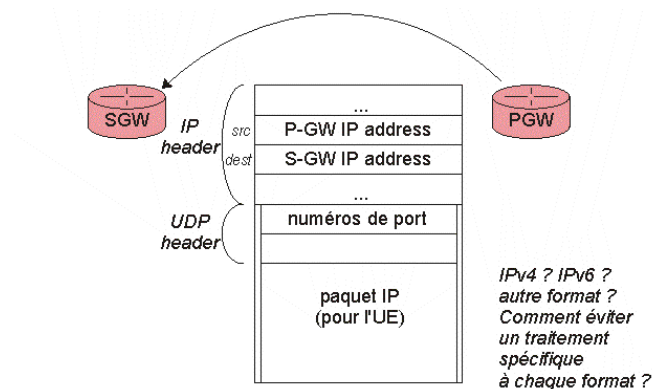 SGW
PGW
IP
header
src
dest
...
P-GW IP address
S-GW IP address
...
UDP
header
numéros de port
paquet IP
(pour l'UE)
IPv4 ? IPv6 ?
autre format ?
Comment éviter
un traitement
spécifique
à chaque format ?